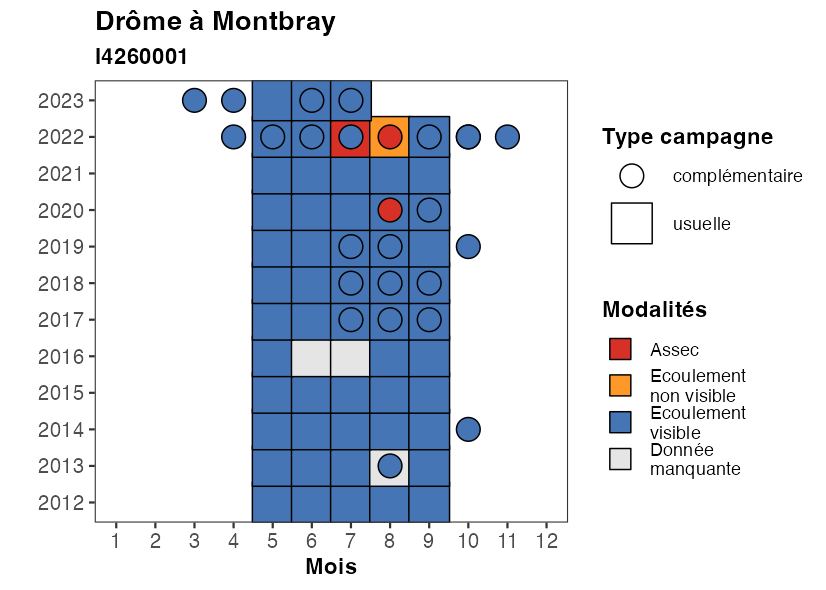 Drôme à Montbray
I4260001
2023
2022
2021
2020
2019
2018
2017
2016
2015
2014
2013
2012
1 2 3 4 5 6 7 8 9 10 11 12
Mois
Type campagne
complémentaire
usuelle
Modalités
Assec
Ecoulement
non visible
Ecoulement
visible
Donnée
manquante